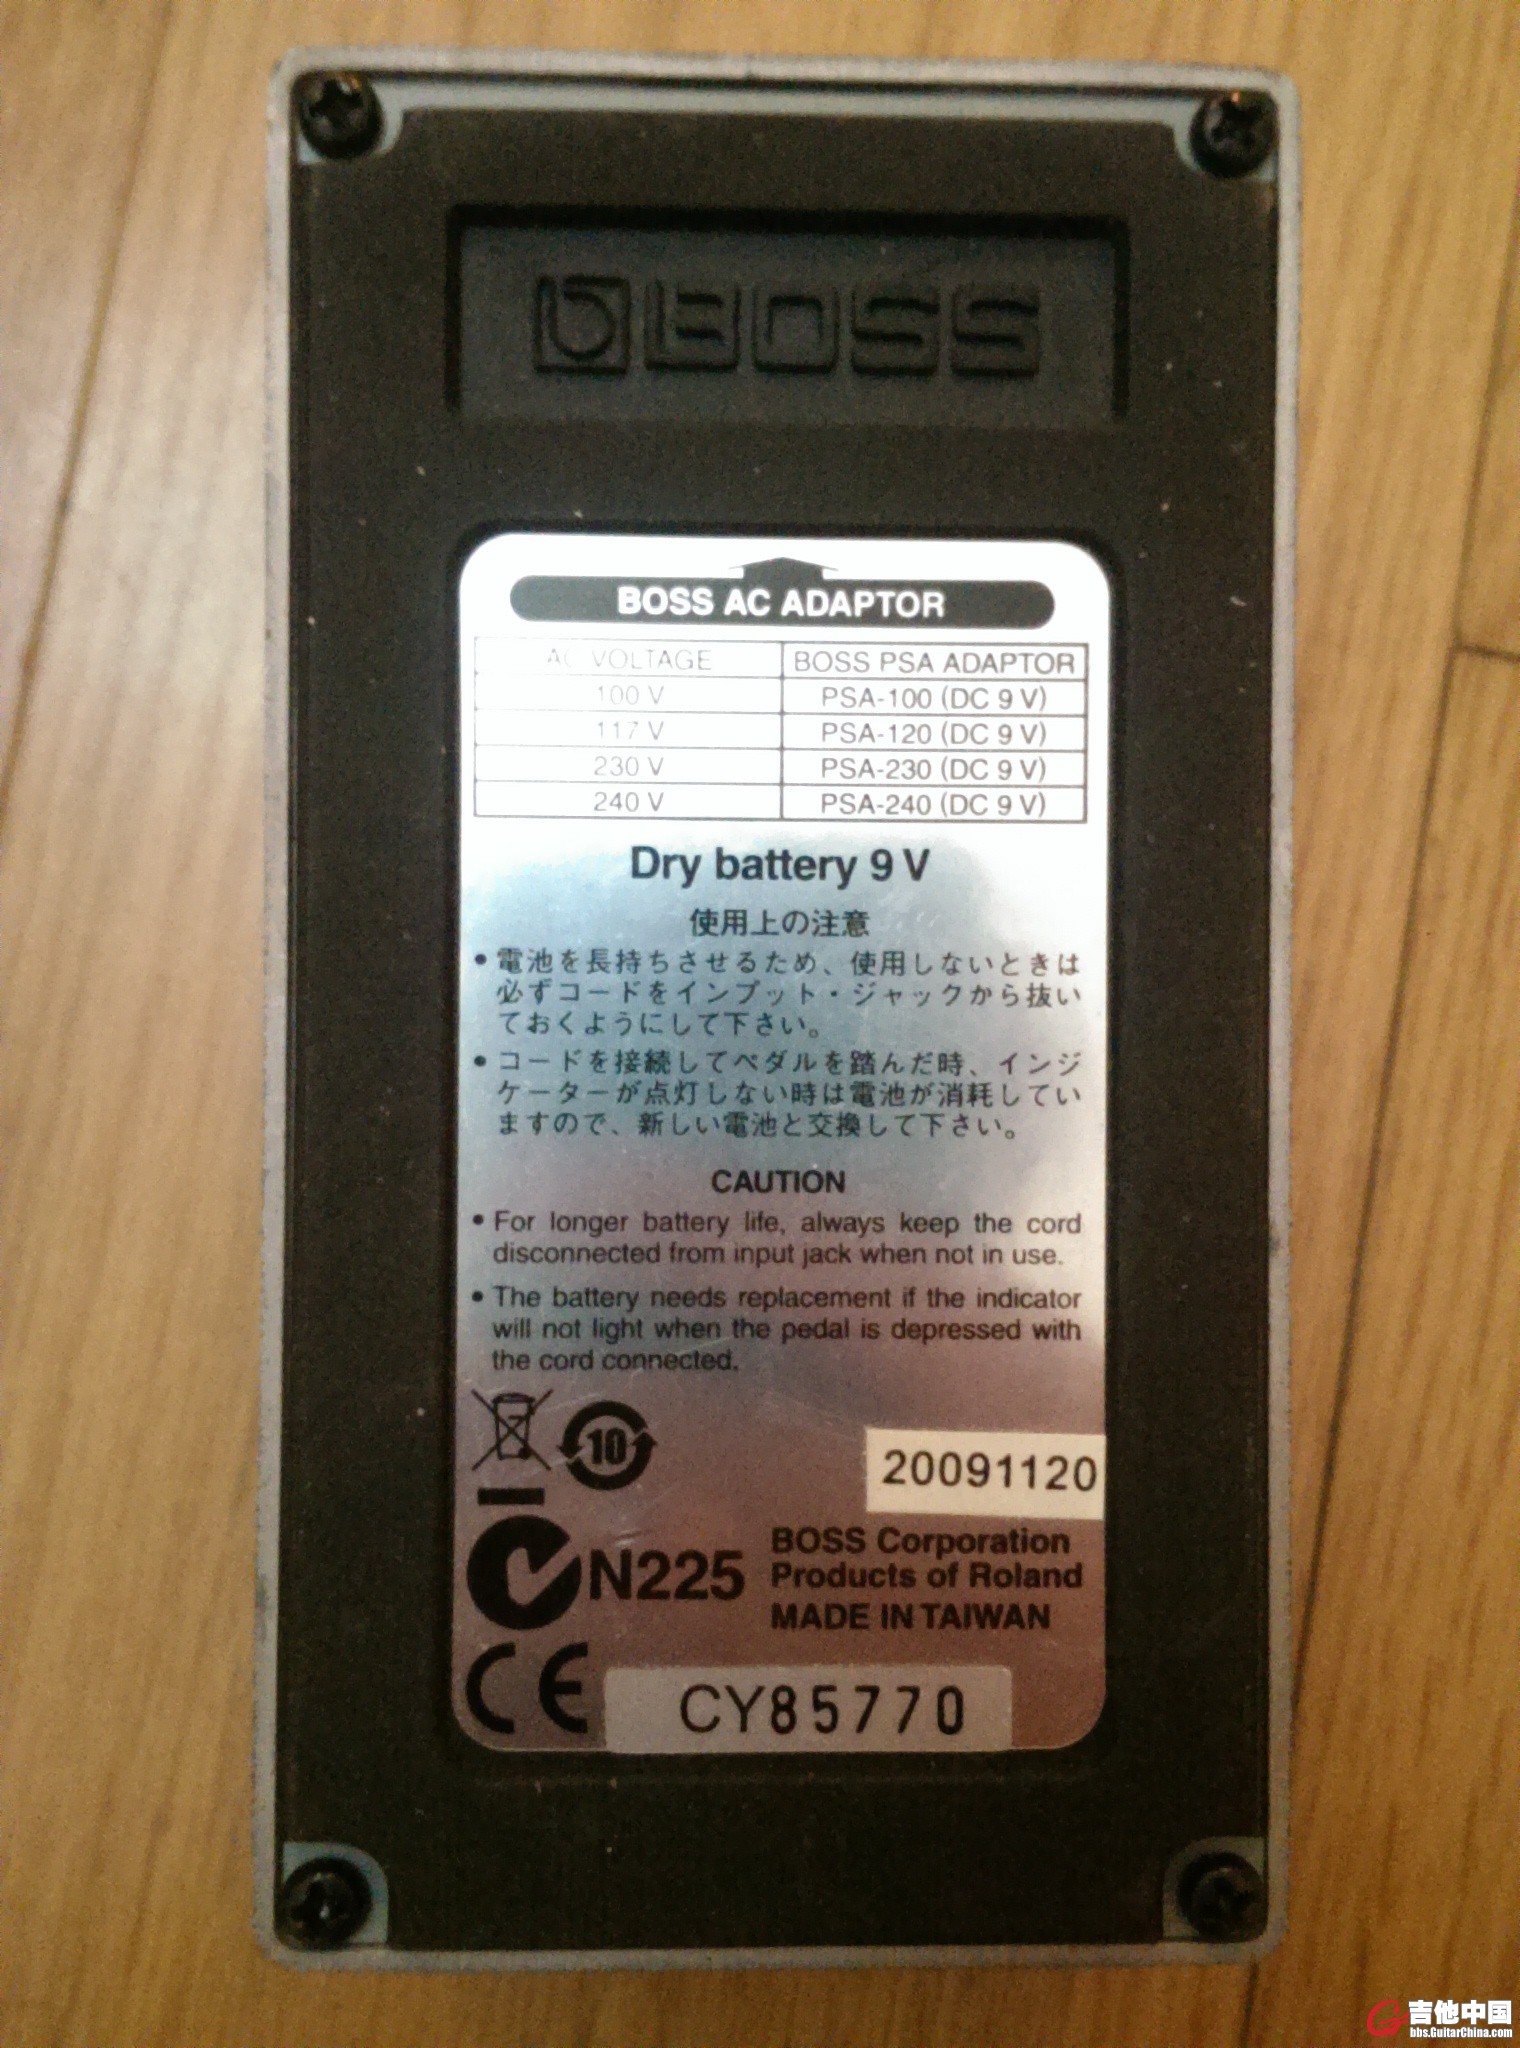 BOSS
BOSS AC ADAPTOR
AC VOLTAGE BOSS PSA ADAPTOR
100 V PSA-100 (DC 9 V)
117 V PSA-120 (DC 9 V)
230 V PSA-230 (DC 9 V)
240 V PSA-240 (DC 9 V)
Dry battery 9 V
使用上の注意
• 電池を長持ちさせるため、使用しないときは
必ずコードをインプット・ジャックから抜い
ておくようにして下さい。
• コードを接続してペダルを踏んだ時、インジ
ケーターが点灯しない時は電池が消耗してい
ますので、新しい電池と交換して下さい。
CAUTION
• For longer battery life, always keep the cord
disconnected from input jack when not in use.
• The battery needs replacement if the indicator
will not light when the pedal is depressed with
the cord connected.
10
20091120
N225
BOSS Corporation
Products of Roland
MADE IN TAIWAN
CE
CY85770
吉他中国
bbs.GuitarChina.com